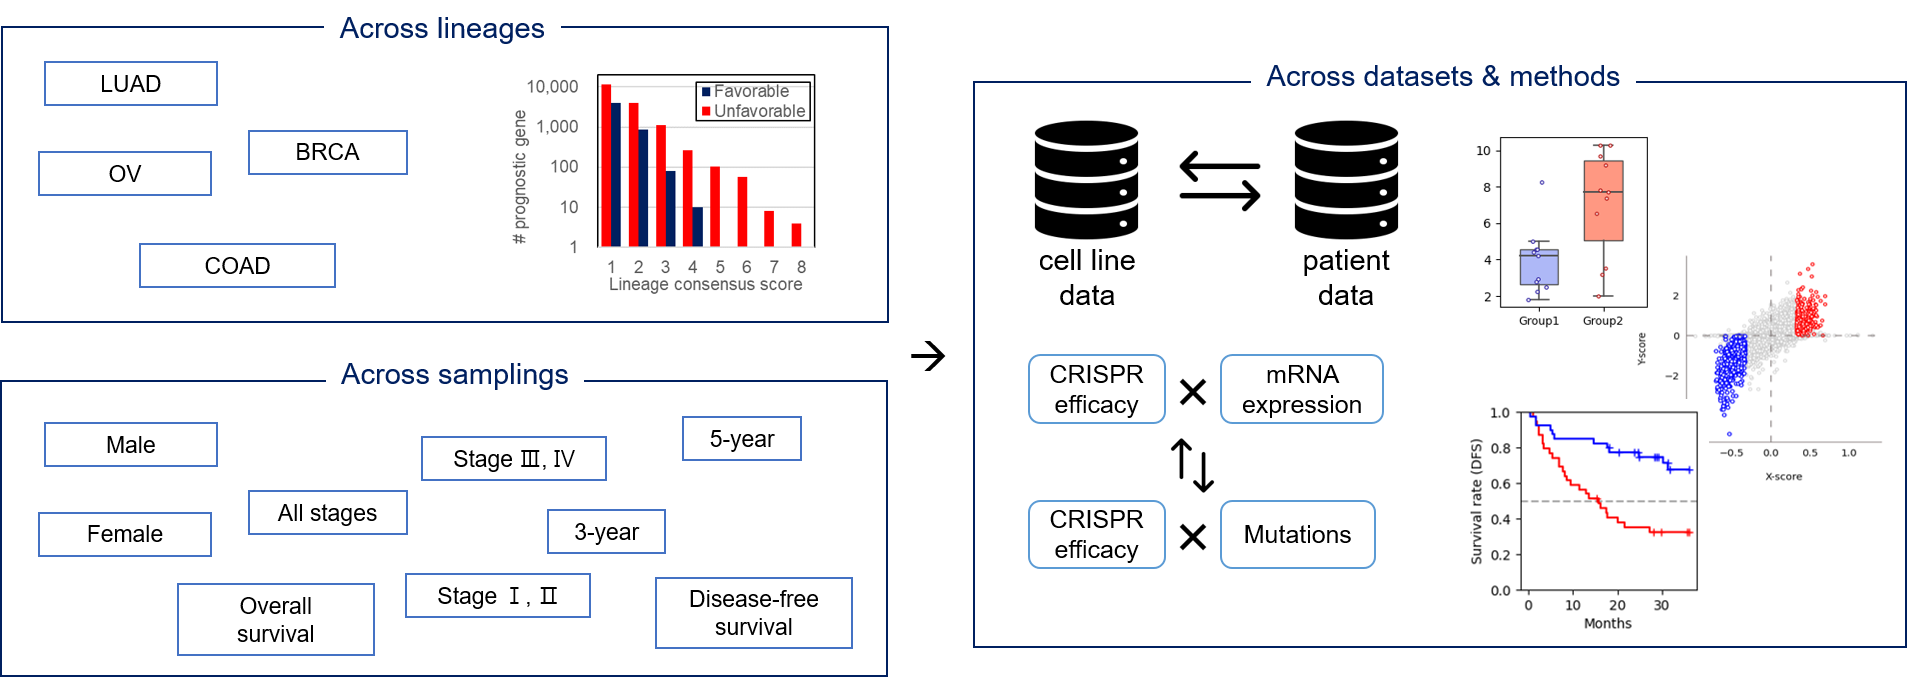 Across lineages
LUAD
BRCA
OV
COAD
# prognostic gene
10,000
1,000
100
10
1
Favorable
Unfavorable
1 2 3 4 5 6 7 8
Lineage consensus score
Across samplings
Male
Stage Ⅲ, Ⅳ
5-year
Female
All stages
3-year
Overall
survival
Stage Ⅰ, Ⅱ
Disease-free
survival
→
Across datasets & methods
cell line
data
patient
data
CRISPR
efficacy
×
mRNA
expression
CRISPR
efficacy
×
Mutations
10
8
6
4
2
Group1 Group2
Y-score
2
0
−2
−0.5 0.0 0.5 1.0
X-score
Survival rate (DFS)
1.0
0.8
0.6
0.4
0.2
0.0
0 10 20 30
Months